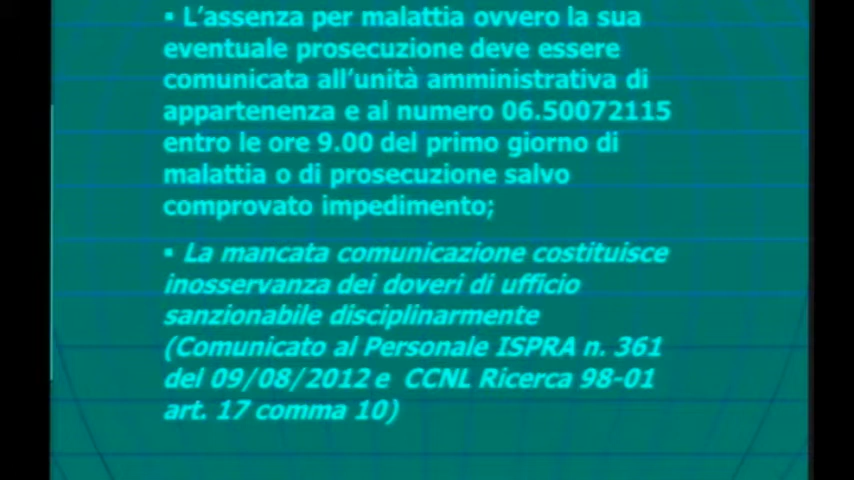 ▪ L'assenza per malattia ovvero la sua
eventuale prosecuzione deve essere
comunicata all'unità amministrativa di
appartenenza e al numero 06.50072115
entro le ore 9.00 del primo giorno di
malattia o di prosecuzione salvo
comprovato impedimento;
▪ La mancata comunicazione costituisce
inosservanza dei doveri di ufficio
sanzionabile disciplinarmente
(Comunicato al Personale ISPRA n. 361
del 09/08/2012 e CCNL Ricerca 98-01
art. 17 comma 10)